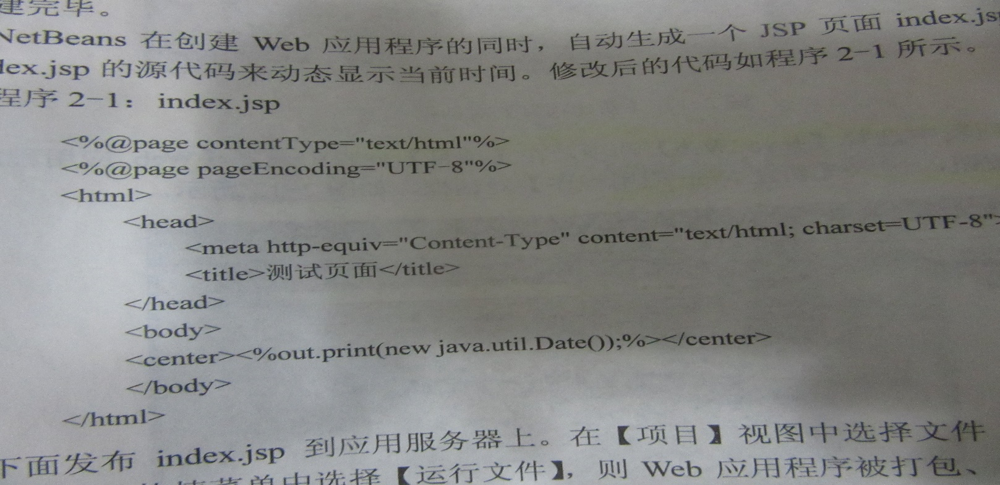 建完毕。
NetBeans 在创建 Web 应用程序的同时，自动生成一个 JSP 页面 index.js
dex.jsp 的源代码来动态显示当前时间。修改后的代码如程序 2-1 所示。
程序 2-1： index.jsp
<%@page contentType="text/html"%>
<%@page pageEncoding="UTF-8"%>
<html>
<head>
<meta http-equiv="Content-Type" content="text/html; charset=UTF-8">
<title>测试页面</title>
</head>
<body>
<center><%out.print(new java.util.Date());%></center>
</body>
</html>
下面发布 index.jsp 到应用服务器上。在【项目】视图中选择文件
菜单中选择【运行文件】，则 Web 应用程序被打包、